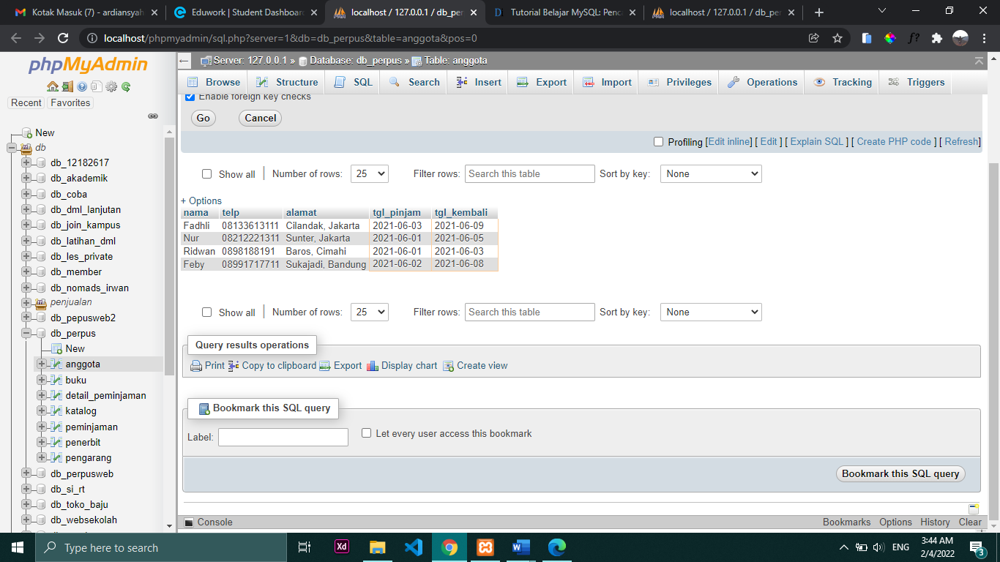 Kotak Masuk (7) - ardiansyah
Eduwork | Student Dashboar
localhost / 127.0.0.1 / db_per
Tutorial Belajar MySQL: Penca
localhost / 127.0.0.1 / db_per
localhost/phpmyadmin/sql.php?server=1&db=db_perpus&table=anggota&pos=0
phpMyAdmin
Recent Favorites
New
db
db_12182617
db_akademik
db_coba
db_dml_lanjutan
db_join_kampus
db_latihan_dml
db_les_private
db_member
db_nomads_irwan
penjualan
db_pepusweb2
db_perpus
New
anggota
buku
detail_peminjaman
katalog
peminjaman
penerbit
pengarang
db_perpusweb
db_si_rt
db_toko_baju
db_websekolah
Server: 127.0.0.1 » Database: db_perpus » Table: anggota
Browse Structure SQL Search Insert Export Import Privileges Operations Tracking Triggers
Enable foreign key checks
Go Cancel
Profiling [Edit inline] [ Edit ] [ Explain SQL ] [ Create PHP code ] [ Refresh]
Show all | Number of rows: 25 Filter rows: Search this table Sort by key: None
+ Options
nama telp alamat tgl_pinjam tgl_kembali
Fadhli 08133613111 Cilandak, Jakarta 2021-06-03 2021-06-09
Nur 08212221311 Sunter, Jakarta 2021-06-01 2021-06-05
Ridwan 0898188191 Baros, Cimahi 2021-06-01 2021-06-03
Feby 08991717711 Sukajadi, Bandung 2021-06-02 2021-06-08
Show all | Number of rows: 25 Filter rows: Search this table Sort by key: None
Query results operations
Print Copy to clipboard Export Display chart Create view
Bookmark this SQL query
Label: Let every user access this bookmark
Bookmark this SQL query
Console Bookmarks Options History Clear
Type here to search
Xd
ENG
3:44 AM
2/4/2022
3